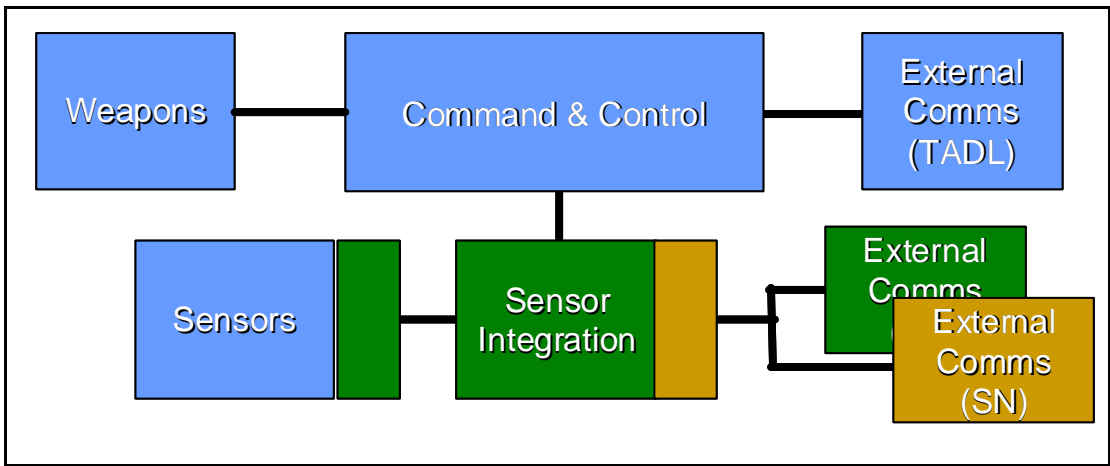 Weapons
Command & Control
External
Comms
(TADL)
Sensors
Sensor
Integration
External
Comms
(
External
Comms
(SN)